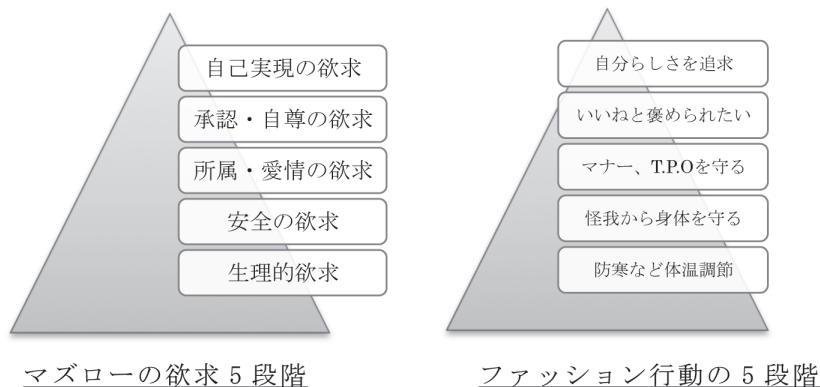 自己実現の欲求
承認・自尊の欲求
所属・愛情の欲求
安全の欲求
生理的欲求
マズローの欲求5段階
自分らしさを追求
いいねと褒められたい
マナー、T.P.Oを守る
怪我から身体を守る
防寒など体温調節
ファッション行動の5段階